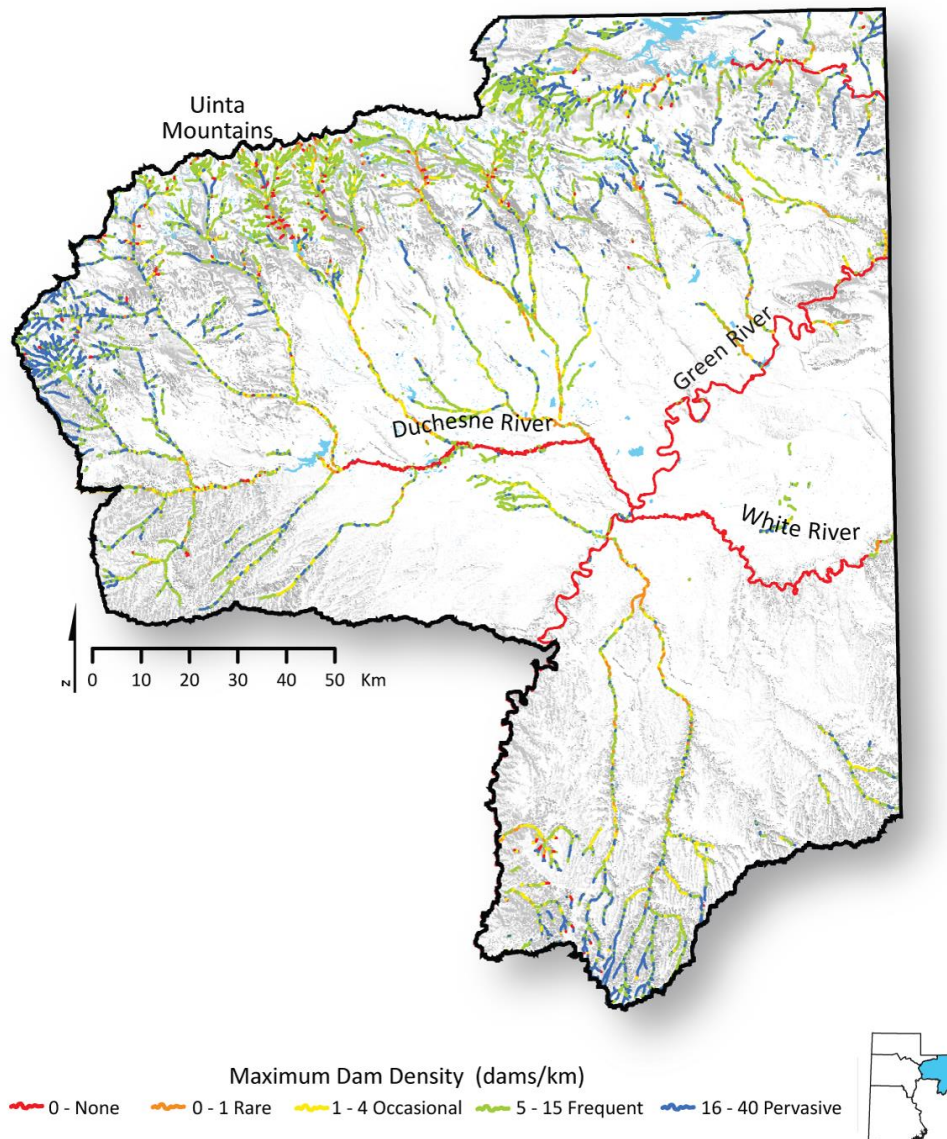 Uinta
Mountains
Green River
Duchesne River
White River
N
0 10 20 30 40 50 Km
Maximum Dam Density (dams/km)
0 - None 0 - 1 Rare 1 - 4 Occasional 5 - 15 Frequent 16 - 40 Pervasive